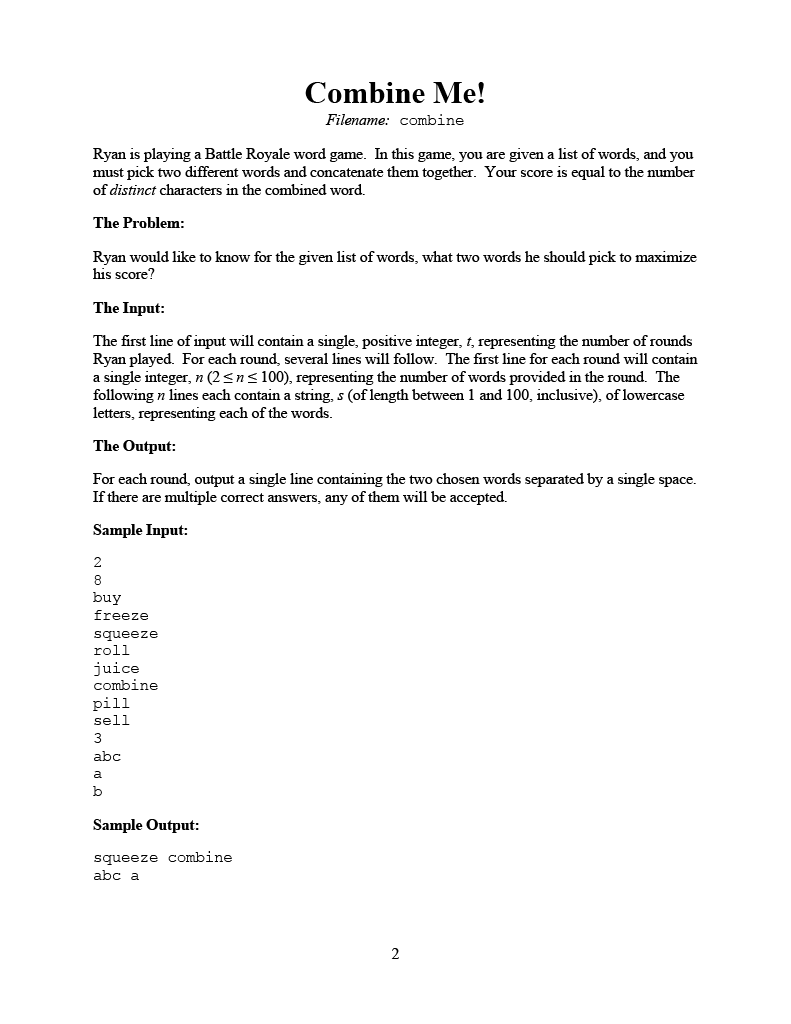 Combine Me!
Filename: combine
Ryan is playing a Battle Royale word game. In this game, you are given a list of words, and you
must pick two different words and concatenate them together. Your score is equal to the number
of distinct characters in the combined word.
The Problem:
Ryan would like to know for the given list of words, what two words he should pick to maximize
his score?
The Input:
The first line of input will contain a single, positive integer, t, representing the number of rounds
Ryan played. For each round, several lines will follow. The first line for each round will contain
a single integer, n (2 ≤ n ≤ 100), representing the number of words provided in the round. The
following n lines each contain a string, s (of length between 1 and 100, inclusive), of lowercase
letters, representing each of the words.
The Output:
For each round, output a single line containing the two chosen words separated by a single space.
If there are multiple correct answers, any of them will be accepted.
Sample Input:
2
8
buy
freeze
squeeze
roll
juice
combine
pill
sell
3
abc
a
b
Sample Output:
squeeze combine
abc a
2